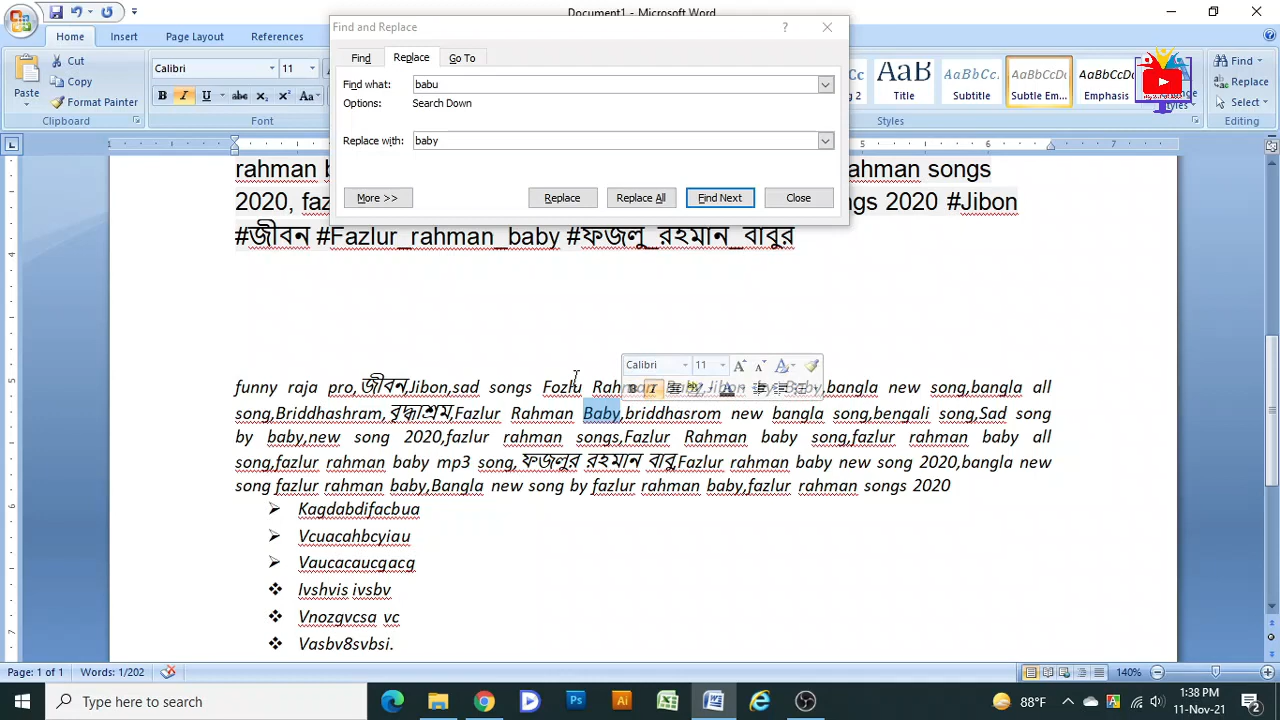 Document1 - Microsoft Word
Home Insert Page Layout References
Find and Replace
Find Replace Go To
Find what: babu
Options: Search Down
Replace with: baby
More >> Replace Replace All Find Next Close
Paste
Cut
Copy
Format Painter
Clipboard
Calibri 11
B I U abc x₂ x² Aa
Font
Title
AaBbCc. Subtitle
AaBbCcDc Subtle Em...
AaBbCcDc Emphasis
Styles
Find
Replace
Select
Editing
rahman songs
2020, 2020 #Jibon
#জীবন #Fazlur_rahman_baby #ফজলু_রহমান_বাবুর
Calibri 11
funny raja pro,জীবন,Jibon,sad songs Fozlu bangla new song,bangla all
song,Briddhashram,বৃদ্ধাশ্রম,Fazlur Rahman Baby,briddhasrom new bangla song,bengali song,Sad song
by baby,new song 2020,fazlur rahman songs,Fazlur Rahman baby song,fazlur rahman baby all
song,fazlur rahman baby mp3 song,ফজলুর রহমান বাবু,Fazlur rahman baby new song 2020,bangla new
song fazlur rahman baby,Bangla new song by fazlur rahman baby,fazlur rahman songs 2020
➢ Kagdabdifacbua
➢ Vcuacahbcyiau
➢ Vaucacaucgacg
❖ Ivshvis ivsbv
❖ Vnozgvcsa vc
❖ Vasbv8svbsi.
Page: 1 of 1 Words: 1/202 140%
Type here to search
88°F
1:38 PM
11-Nov-21
2